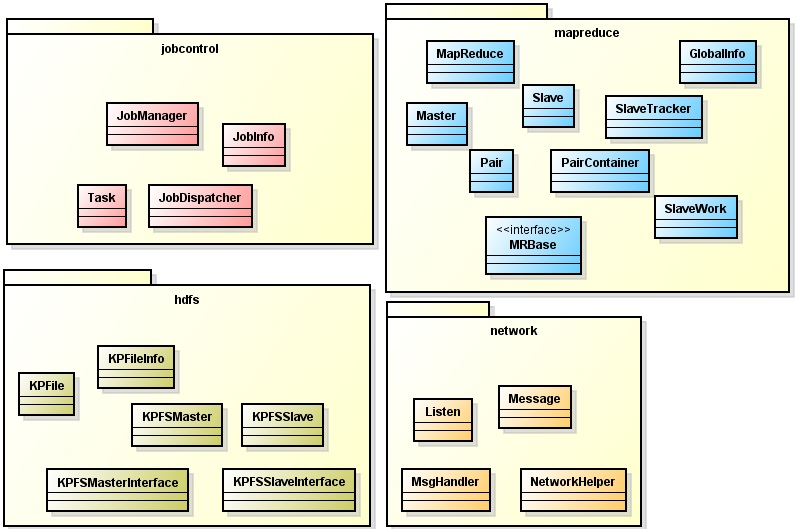 jobcontrol
JobManager
JobInfo
Task
JobDispatcher
mapreduce
MapReduce
GlobalInfo
Slave
Master
SlaveTracker
Pair
PairContainer
SlaveWork
<<interface>>
MRBase
hdfs
KPFileInfo
KPFile
KPFSMaster
KPFSSlave
KPFSMasterInterface
KPFSSlaveInterface
network
Message
Listen
MsgHandler
NetworkHelper